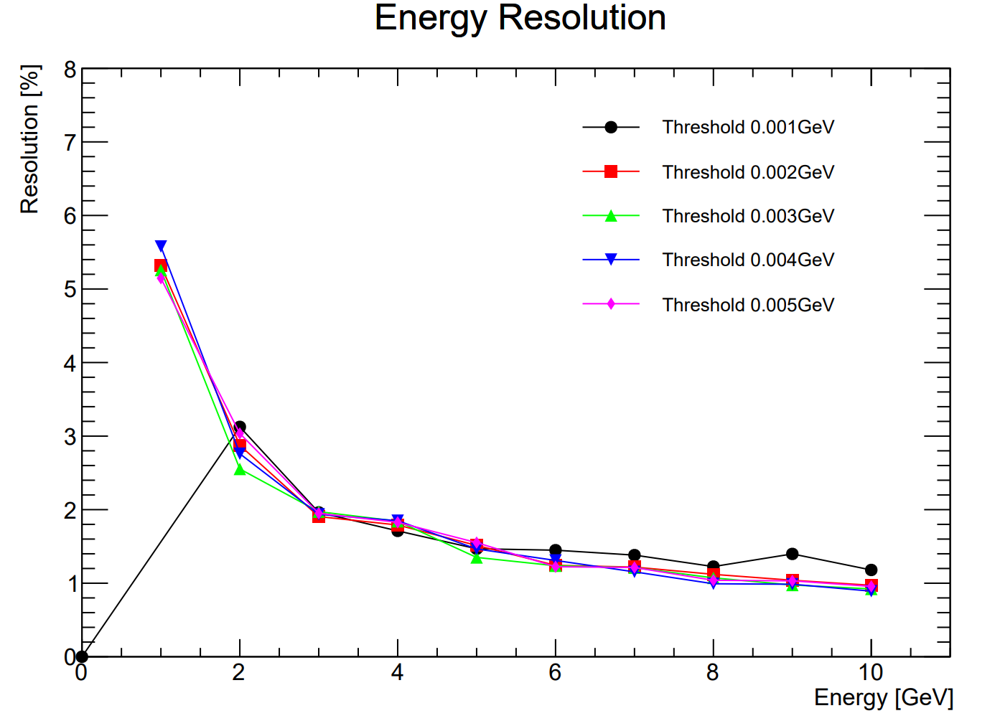 Energy Resolution
Resolution [%]
8
7
6
5
4
3
2
1
0
Threshold 0.001GeV
Threshold 0.002GeV
Threshold 0.003GeV
Threshold 0.004GeV
Threshold 0.005GeV
0 2 4 6 8 10
Energy [GeV]